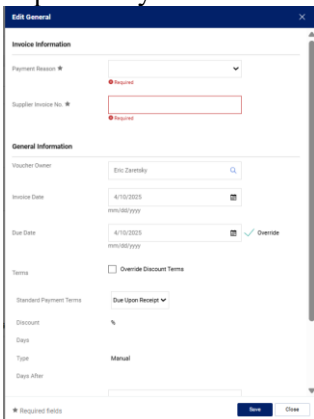 Edit General
Invoice Information
Payment Reason ★
Required
Supplier Invoice No. ★
Required
General Information
Voucher Owner
Eric Zaretsky
Invoice Date
4/10/2025
mm/dd/yyyy
Due Date
4/10/2025
Override
mm/dd/yyyy
Terms
Override Discount Terms
Standard Payment Terms
Due Upon Receipt
Discount
%
Days
Type
Manual
Days After
★ Required fields
Save
Close